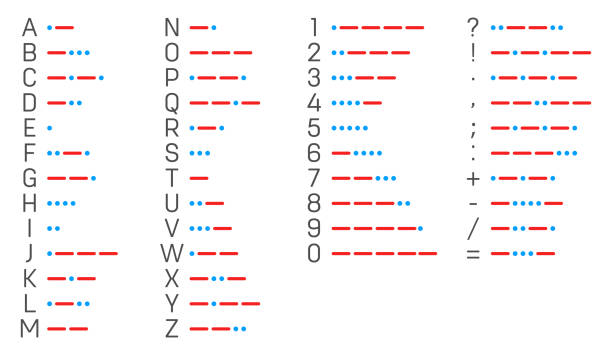 A .-
B -...
C -.-.
D -..
E .
F ..-.
G --.
H ....
I ..
J .---
K -.-
L .-..
M --
N -.
O ---
P .--.
Q --.-
R .-.
S ...
T -
U ..-
V ...-
W .--
X -..-
Y -.--
Z --..
1 .----
2 ..---
3 ...--
4 ....-
5 .....
6 -....
7 --...
8 ---..
9 ----.
0 -----
? ..--..
! -.-.--
. .-.-.-
, --..--
; -.-.-.
: ---...
+ .-.-.
- -....-
/ -..-.
= -...-